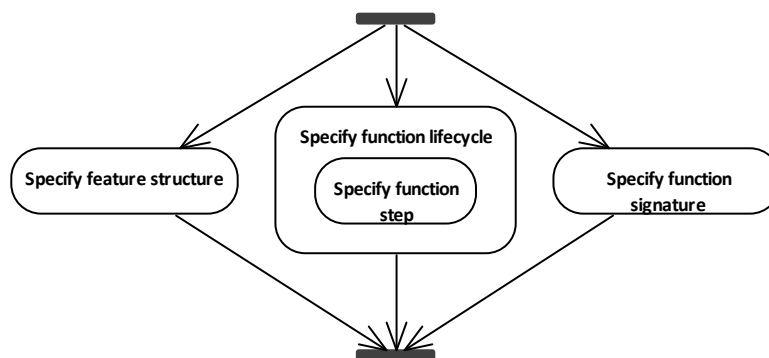 Specify function lifecycle
Specify feature structure
Specify function
step
Specify function
signature